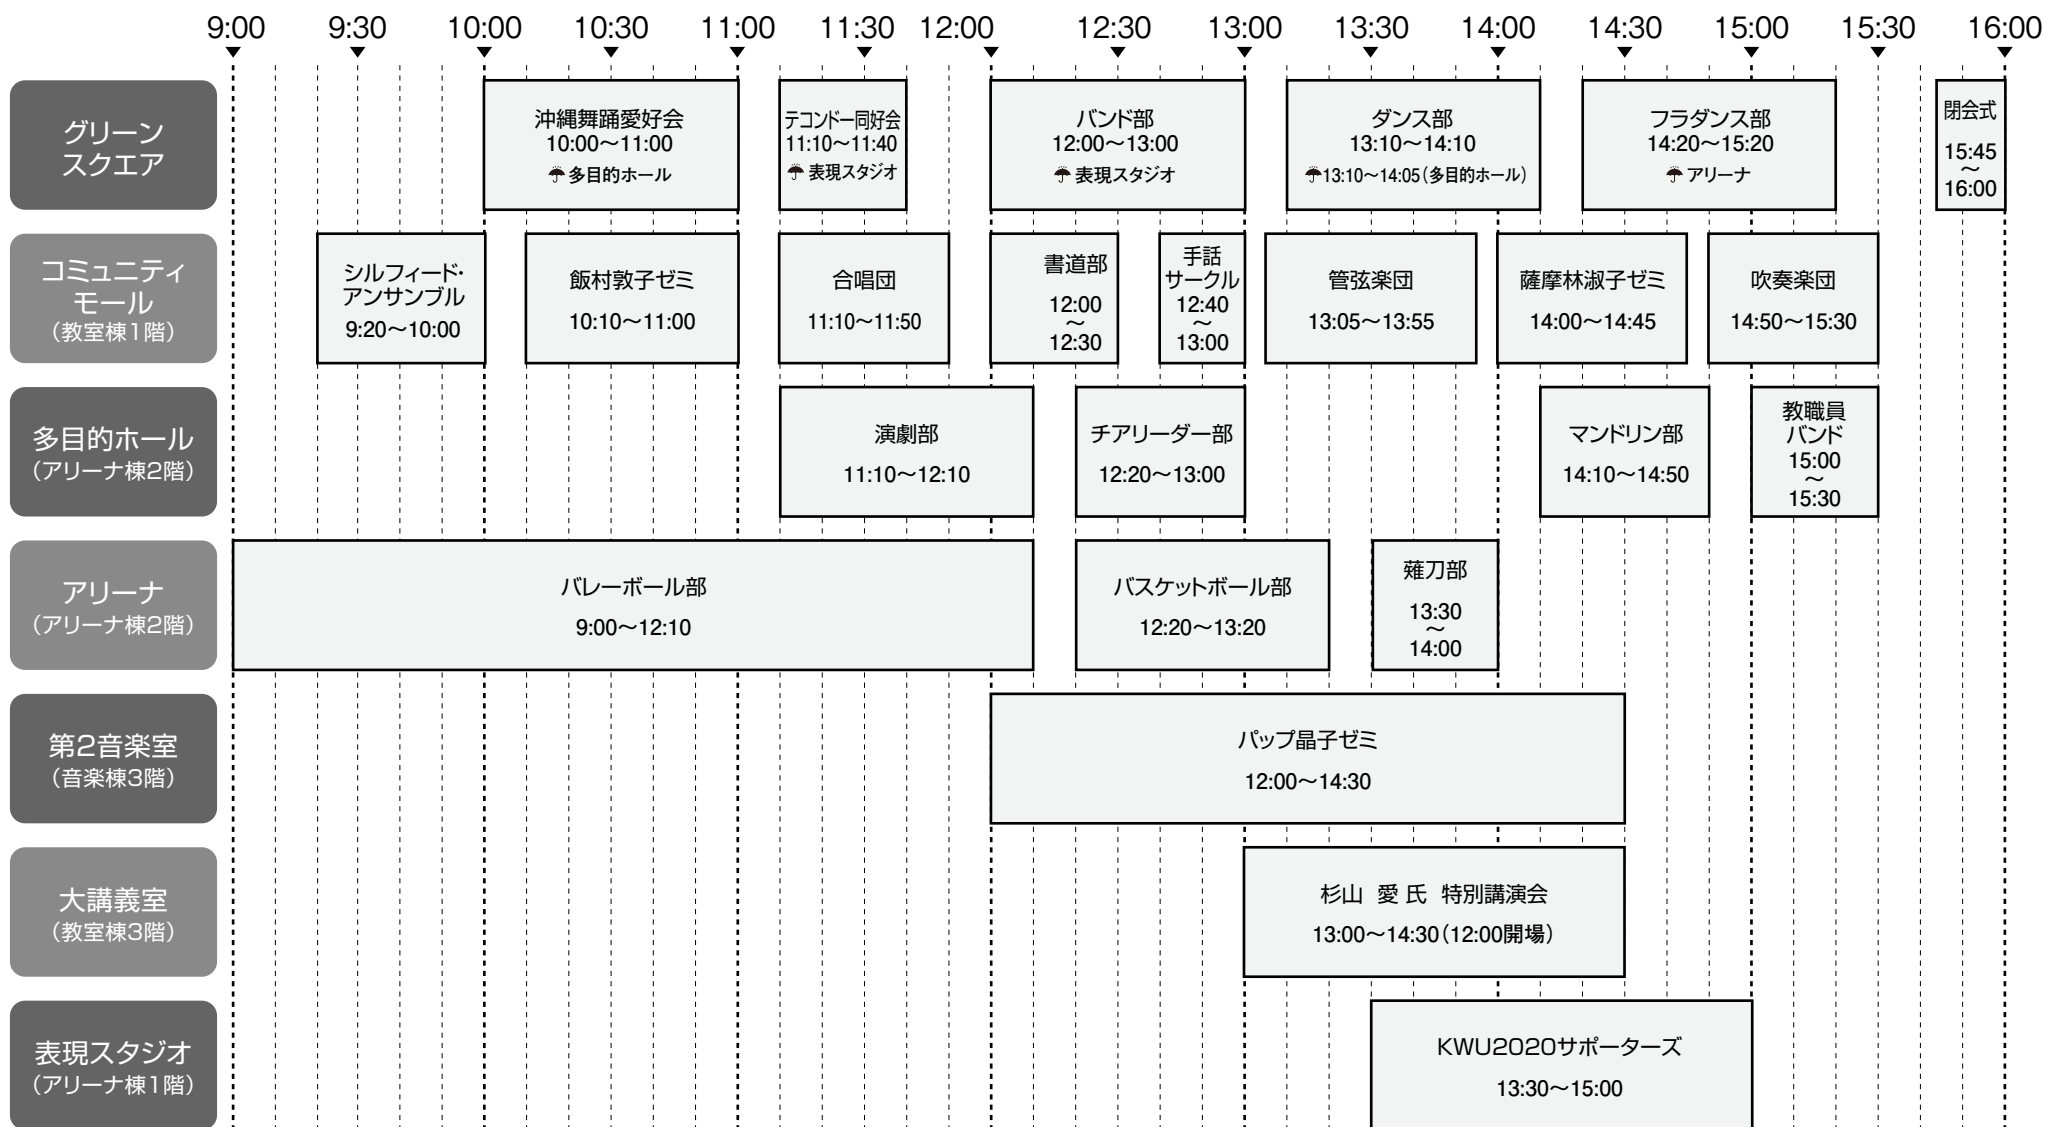 9:00 9:30 10:00 10:30 11:00 11:30 12:00 12:30 13:00 13:30 14:00 14:30 15:00 15:30 16:00
グリーン
スクエア
沖縄舞踊愛好会
10:00〜11:00
☂多目的ホール
テコンドー同好会
11:10〜11:40
☂表現スタジオ
バンド部
12:00〜13:00
☂表現スタジオ
ダンス部
13:10〜14:10
☂13:10〜14:05(多目的ホール)
フラダンス部
14:20〜15:20
☂アリーナ
閉会式
15:45
〜
16:00
コミュニティ
モール
(教室棟1階)
シルフィード・
アンサンブル
9:20〜10:00
飯村敦子ゼミ
10:10〜11:00
合唱団
11:10〜11:50
書道部
12:00
〜
12:30
手話
サークル
12:40
〜
13:00
管弦楽団
13:05〜13:55
薩摩林淑子ゼミ
14:00〜14:45
吹奏楽団
14:50〜15:30
多目的ホール
(アリーナ棟2階)
演劇部
11:10〜12:10
チアリーダー部
12:20〜13:00
マンドリン部
14:10〜14:50
教職員
バンド
15:00
〜
15:30
アリーナ
(アリーナ棟2階)
バレーボール部
9:00〜12:10
バスケットボール部
12:20〜13:20
薙刀部
13:30
〜
14:00
第2音楽室
(音楽棟3階)
パップ晶子ゼミ
12:00〜14:30
大講義室
(教室棟3階)
杉山 愛 氏 特別講演会
13:00〜14:30(12:00開場)
表現スタジオ
(アリーナ棟1階)
KWU2020サポーターズ
13:30〜15:00